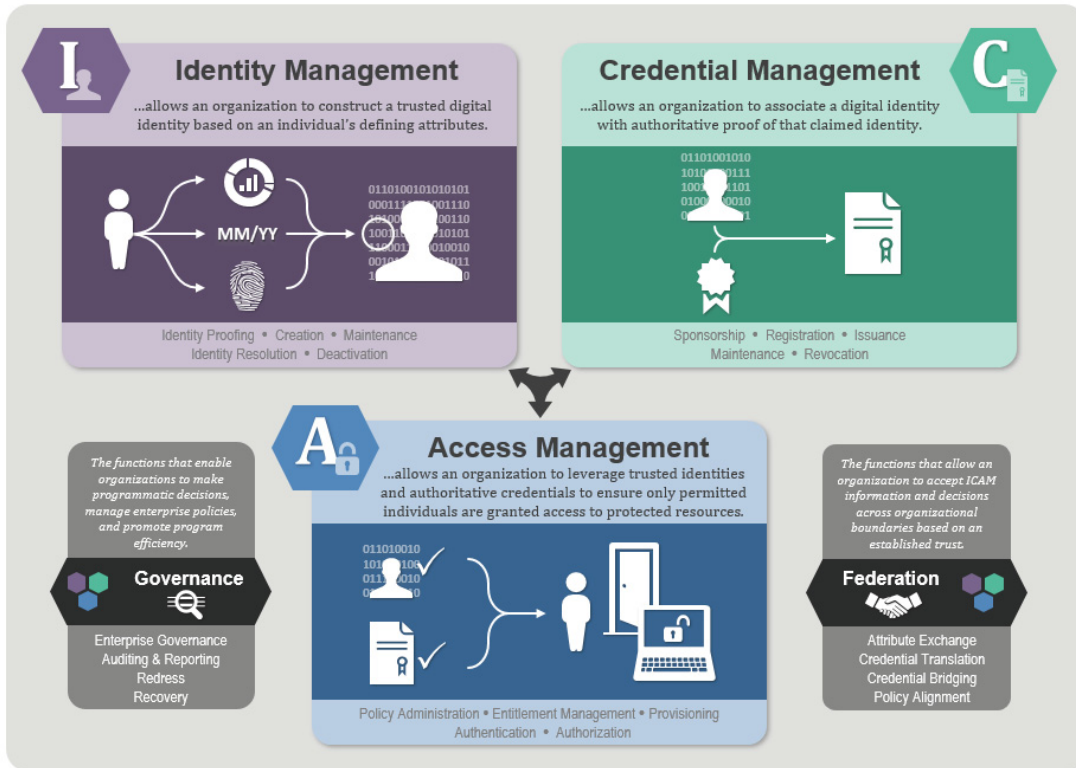 I
Identity Management
...allows an organization to construct a trusted digital
identity based on an individual's defining attributes.
MM/YY
0110100101010101
Identity Proofing • Creation • Maintenance
Identity Resolution • Deactivation
C
Credential Management
...allows an organization to associate a digital identity
with authoritative proof of that claimed identity.
01101001010
Sponsorship • Registration • Issuance
Maintenance • Revocation
A
Access Management
...allows an organization to leverage trusted identities
and authoritative credentials to ensure only permitted
individuals are granted access to protected resources.
011010010
Policy Administration • Entitlement Management • Provisioning
Authentication • Authorization
The functions that enable
organizations to make
programmatic decisions,
manage enterprise policies,
and promote program
efficiency.
Governance
Enterprise Governance
Auditing & Reporting
Redress
Recovery
The functions that allow an
organization to accept ICAM
information and decisions
across organizational
boundaries based on an
established trust.
Federation
Attribute Exchange
Credential Translation
Credential Bridging
Policy Alignment